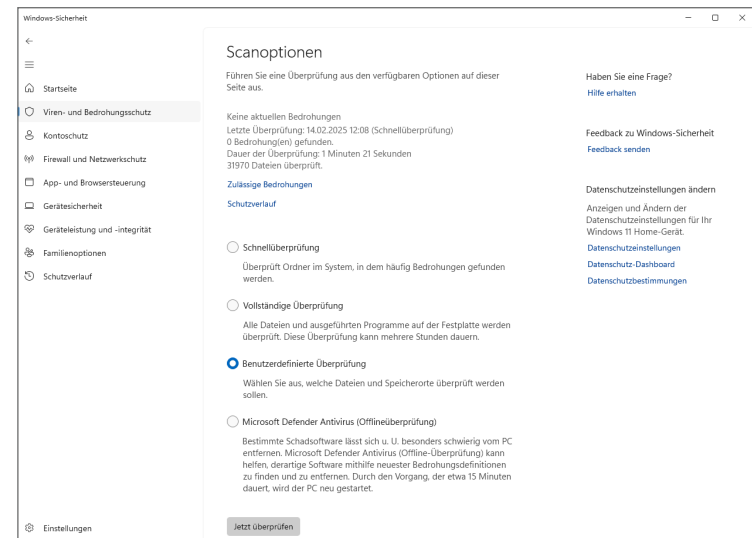 Windows-Sicherheit
Startseite
Viren- und Bedrohungsschutz
Kontoschutz
Firewall und Netzwerkschutz
App- und Browsersteuerung
Gerätesicherheit
Geräteleistung und -integrität
Familienoptionen
Schutzverlauf
Einstellungen
Scanoptionen
Führen Sie eine Überprüfung aus den verfügbaren Optionen auf dieser
Seite aus.
Keine aktuellen Bedrohungen
Letzte Überprüfung: 14.02.2025 12:08 (Schnellüberprüfung)
0 Bedrohung(en) gefunden.
Dauer der Überprüfung: 1 Minuten 21 Sekunden
31970 Dateien überprüft.
Zulässige Bedrohungen
Schutzverlauf
Schnellüberprüfung
Überprüft Ordner im System, in dem häufig Bedrohungen gefunden
werden.
Vollständige Überprüfung
Alle Dateien und ausgeführten Programme auf der Festplatte werden
überprüft. Diese Überprüfung kann mehrere Stunden dauern.
Benutzerdefinierte Überprüfung
Wählen Sie aus, welche Dateien und Speicherorte überprüft werden
sollen.
Microsoft Defender Antivirus (Offlineüberprüfung)
Bestimmte Schadsoftware lässt sich u. U. besonders schwierig vom PC
entfernen. Microsoft Defender Antivirus (Offline-Überprüfung) kann
helfen, derartige Software mithilfe neuester Bedrohungsdefinitionen
zu finden und zu entfernen. Durch den Vorgang, der etwa 15 Minuten
dauert, wird der PC neu gestartet.
Jetzt überprüfen
Haben Sie eine Frage?
Hilfe erhalten
Feedback zu Windows-Sicherheit
Feedback senden
Datenschutzeinstellungen ändern
Anzeigen und Ändern der
Datenschutzeinstellungen für Ihr
Windows 11 Home-Gerät.
Datenschutzeinstellungen
Datenschutz-Dashboard
Datenschutzbestimmungen